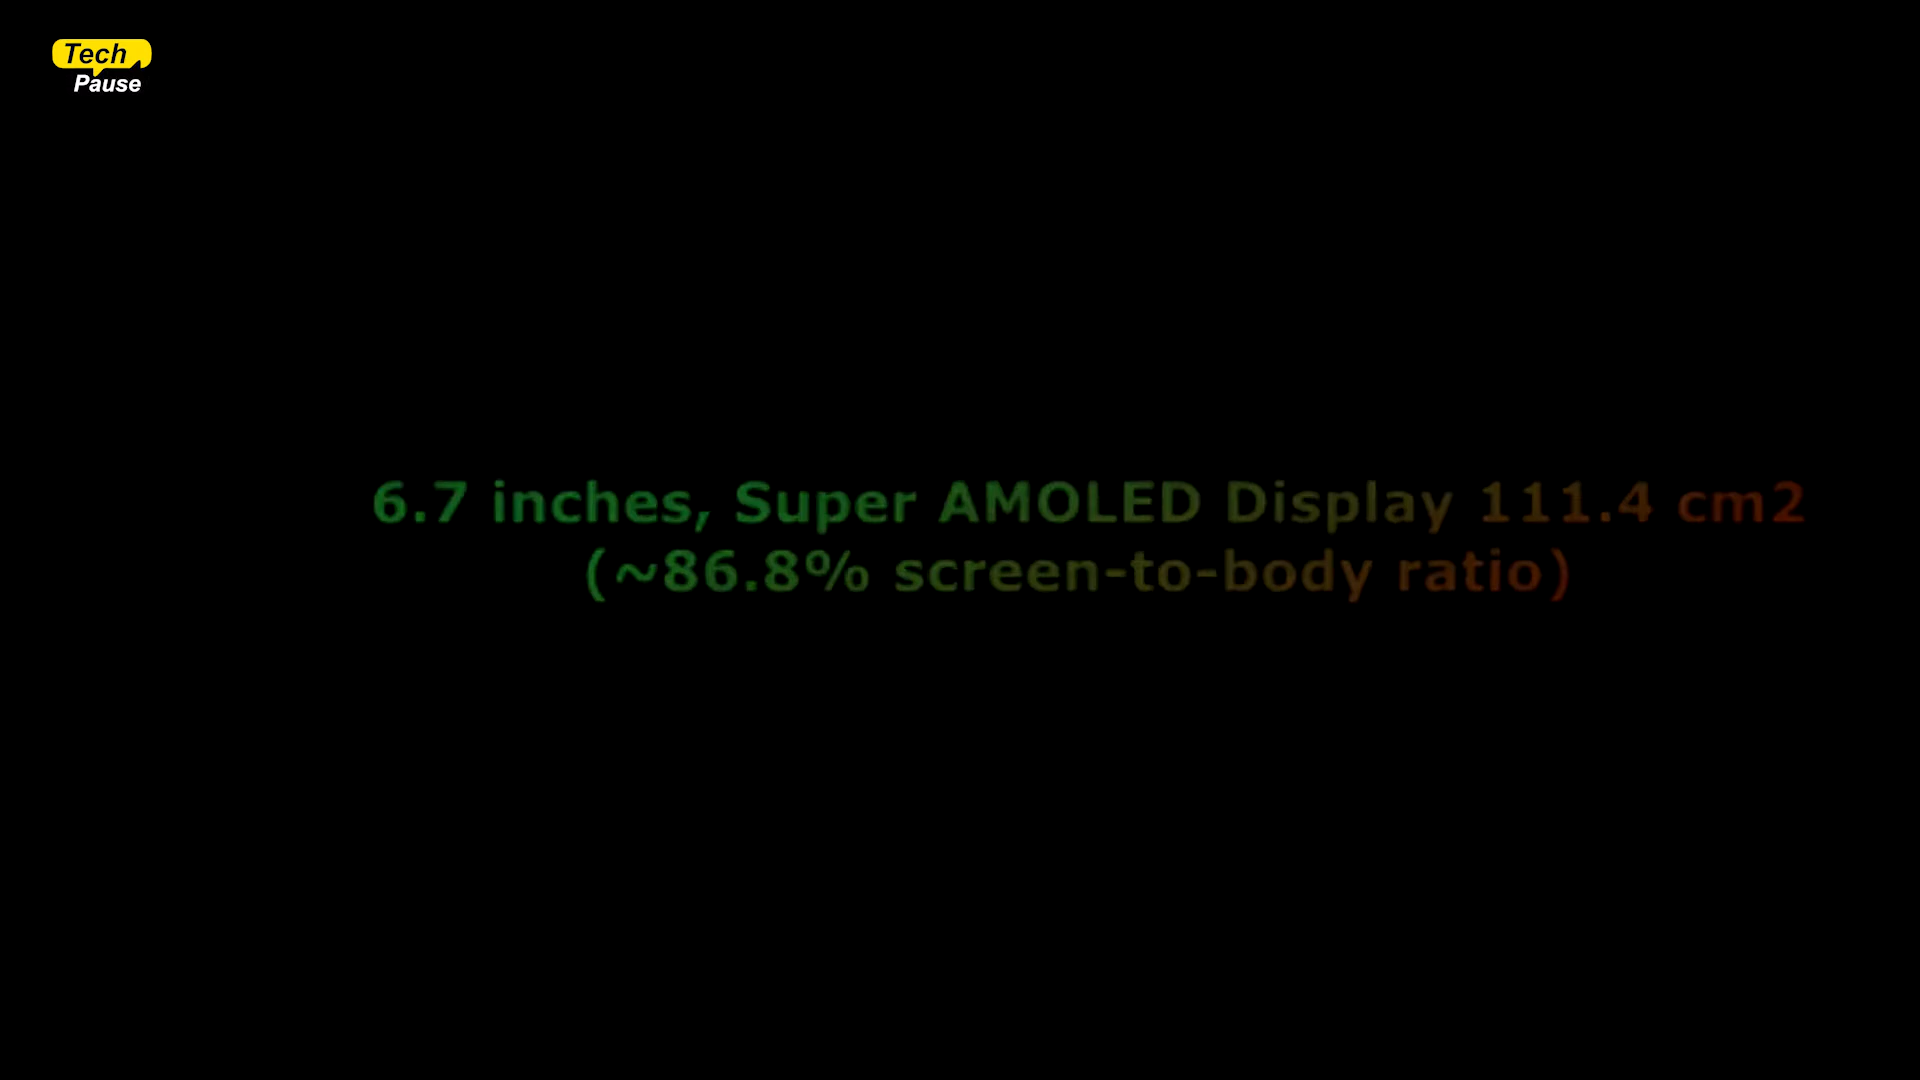 Tech
Pause
6.7 inches, Super AMOLED Display 111.4 cm2
(~86.8% screen-to-body ratio)